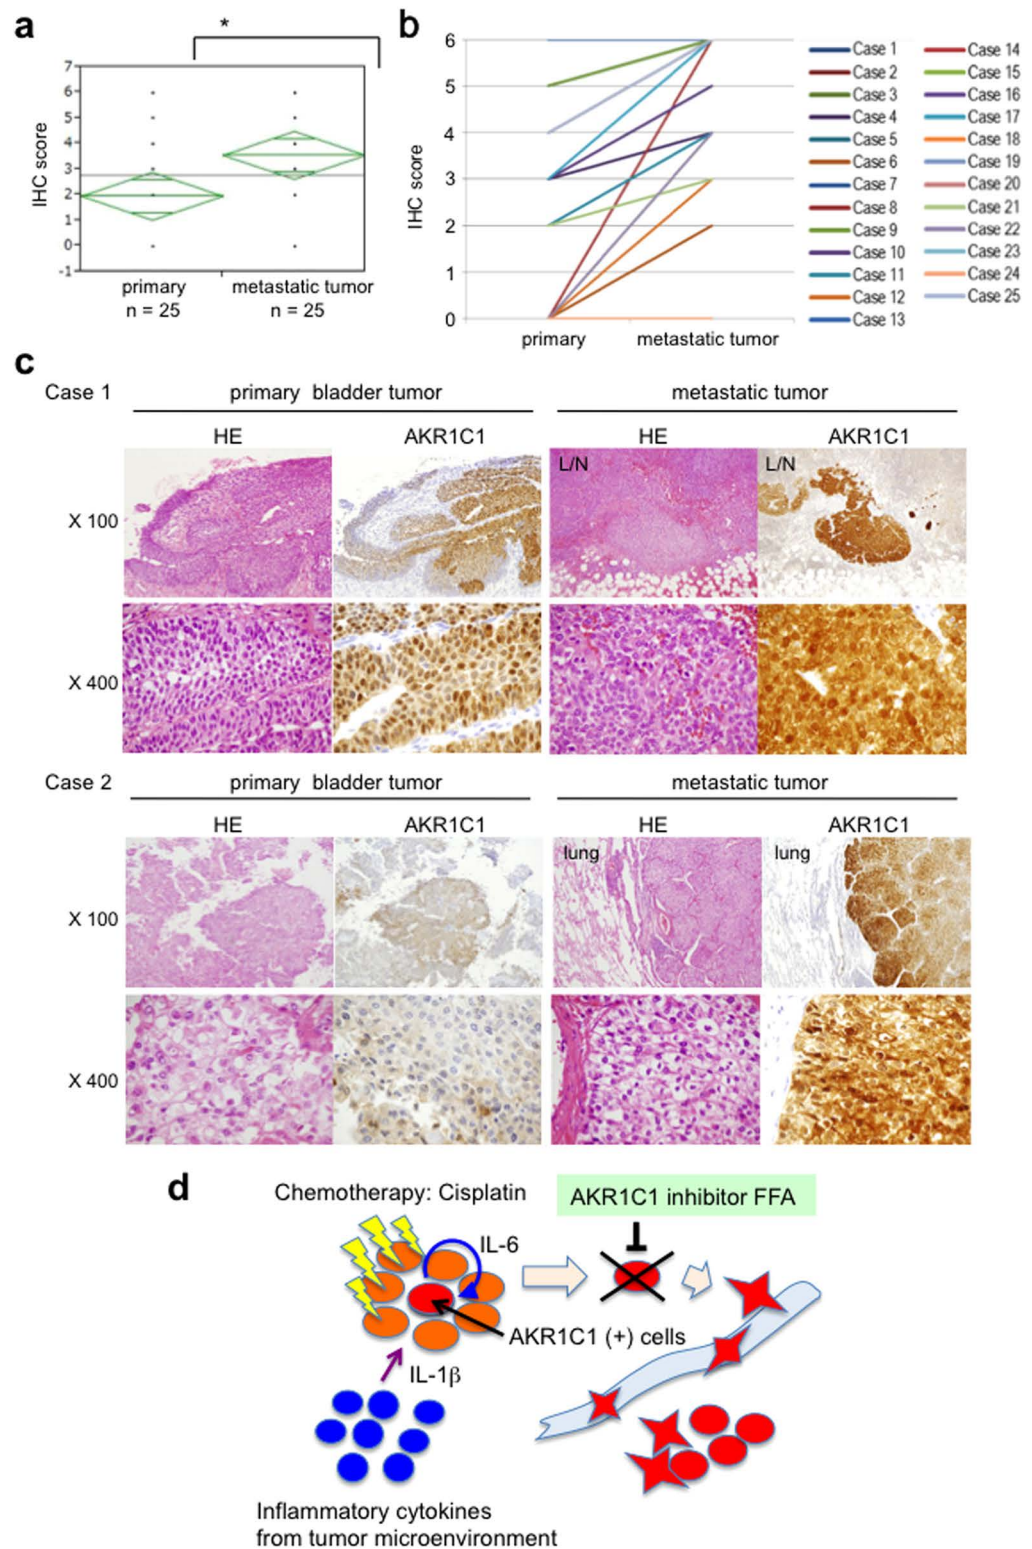 a
*
7
6
5
4
3
2
1
0
-1
IHC score
primary
n = 25
metastatic tumor
n = 25
b
6
5
4
3
2
1
0
IHC score
primary
metastatic tumor
Case 1
Case 2
Case 3
Case 4
Case 5
Case 6
Case 7
Case 8
Case 9
Case 10
Case 11
Case 12
Case 13
Case 14
Case 15
Case 16
Case 17
Case 18
Case 19
Case 20
Case 21
Case 22
Case 23
Case 24
Case 25
c
Case 1
primary bladder tumor
metastatic tumor
HE
AKR1C1
HE
AKR1C1
L/N
L/N
X 100
X 400
Case 2
primary bladder tumor
metastatic tumor
HE
AKR1C1
HE
AKR1C1
lung
lung
X 100
X 400
d
Chemotherapy: Cisplatin
AKR1C1 inhibitor FFA
IL-6
AKR1C1 (+) cells
IL-1β
Inflammatory cytokines
from tumor microenvironment